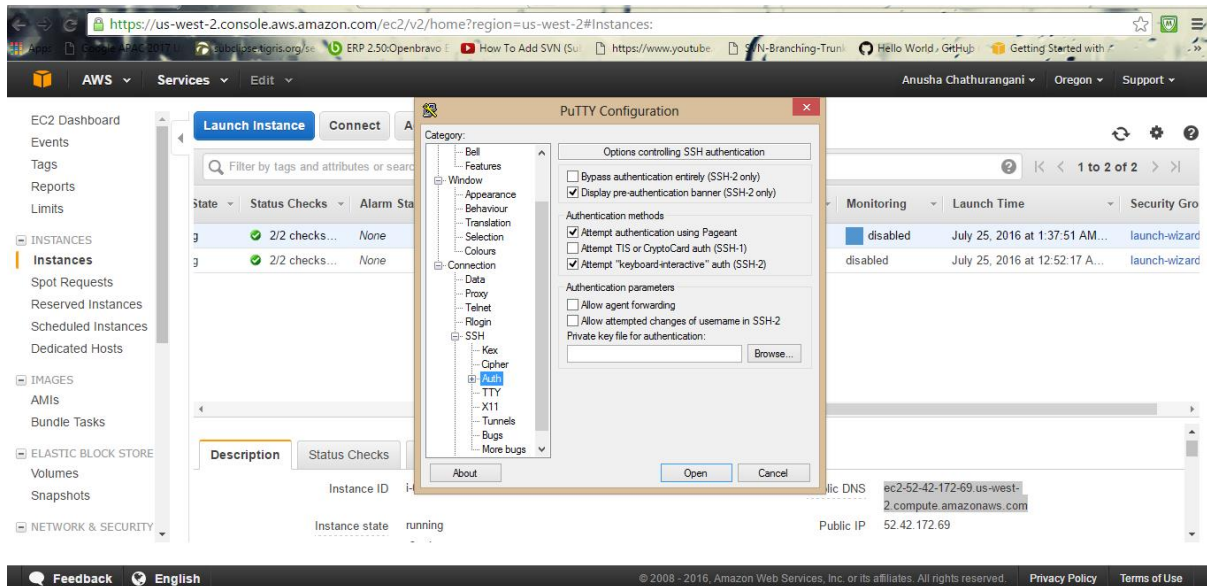 https://us-west-2.console.aws.amazon.com/ec2/v2/home?region=us-west-2#Instances:
Apps Google APAC 2017 U subclipse.tigris.org/se ERP 2.50:Openbravo E How To Add SVN (Su https://www.youtube. SVN-Branching-Trunk Hello World · GitHub Getting Started with
AWS Services Edit Anusha Chathurangani Oregon Support
EC2 Dashboard
Events
Tags
Reports
Limits
INSTANCES
Instances
Spot Requests
Reserved Instances
Scheduled Instances
Dedicated Hosts
IMAGES
AMIs
Bundle Tasks
ELASTIC BLOCK STORE
Volumes
Snapshots
NETWORK & SECURITY
Launch Instance Connect A
Filter by tags and attributes or searc
1 to 2 of 2
State Status Checks Alarm Sta Monitoring Launch Time Security Gro
g 2/2 checks... None disabled July 25, 2016 at 1:37:51 AM... launch-wizard
g 2/2 checks... None disabled July 25, 2016 at 12:52:17 A... launch-wizard
PuTTY Configuration
Category:
Bell
Features
Window
Appearance
Behaviour
Translation
Selection
Colours
Connection
Data
Proxy
Telnet
Rlogin
SSH
Kex
Cipher
Auth
TTY
X11
Tunnels
Bugs
More bugs
Options controlling SSH authentication
Bypass authentication entirely (SSH-2 only)
Display pre-authentication banner (SSH-2 only)
Authentication methods
Attempt authentication using Pageant
Attempt TIS or CryptoCard auth (SSH-1)
Attempt "keyboard-interactive" auth (SSH-2)
Authentication parameters
Allow agent forwarding
Allow attempted changes of username in SSH-2
Private key file for authentication:
Browse...
About Open Cancel
Description Status Checks
Instance ID i- lic DNS ec2-52-42-172-69.us-west-
2.compute.amazonaws.com
Instance state running Public IP 52.42.172.69
Feedback English © 2008 - 2016, Amazon Web Services, Inc. or its affiliates. All rights reserved. Privacy Policy Terms of Use